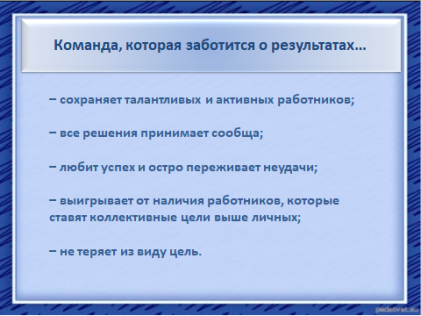 Команда, которая заботится о результатах...
– сохраняет талантливых и активных работников;
– все решения принимает сообща;
– любит успех и остро переживает неудачи;
– выигрывает от наличия работников, которые
ставят коллективные цели выше личных;
– не теряет из виду цель.